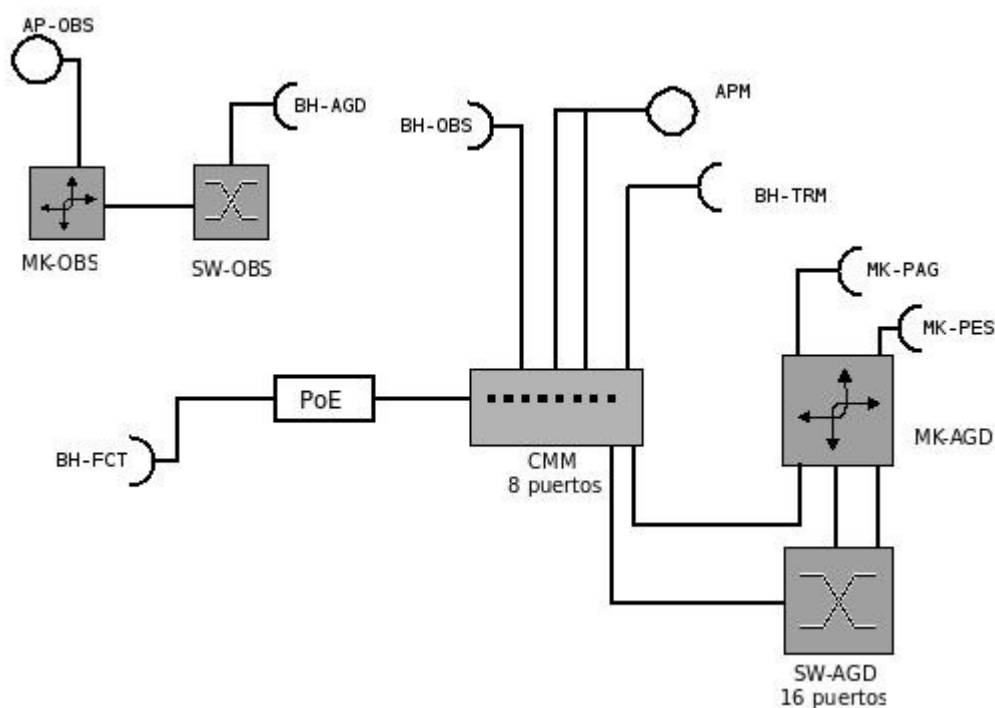 AP-OBS
BH-AGD
BH-OBS
APM
BH-TRM
MK-OBS
SW-OBS
MK-PAG
MK-PES
PoE
BH-FCT
CMM
8 puertos
MK-AGD
SW-AGD
16 puertos